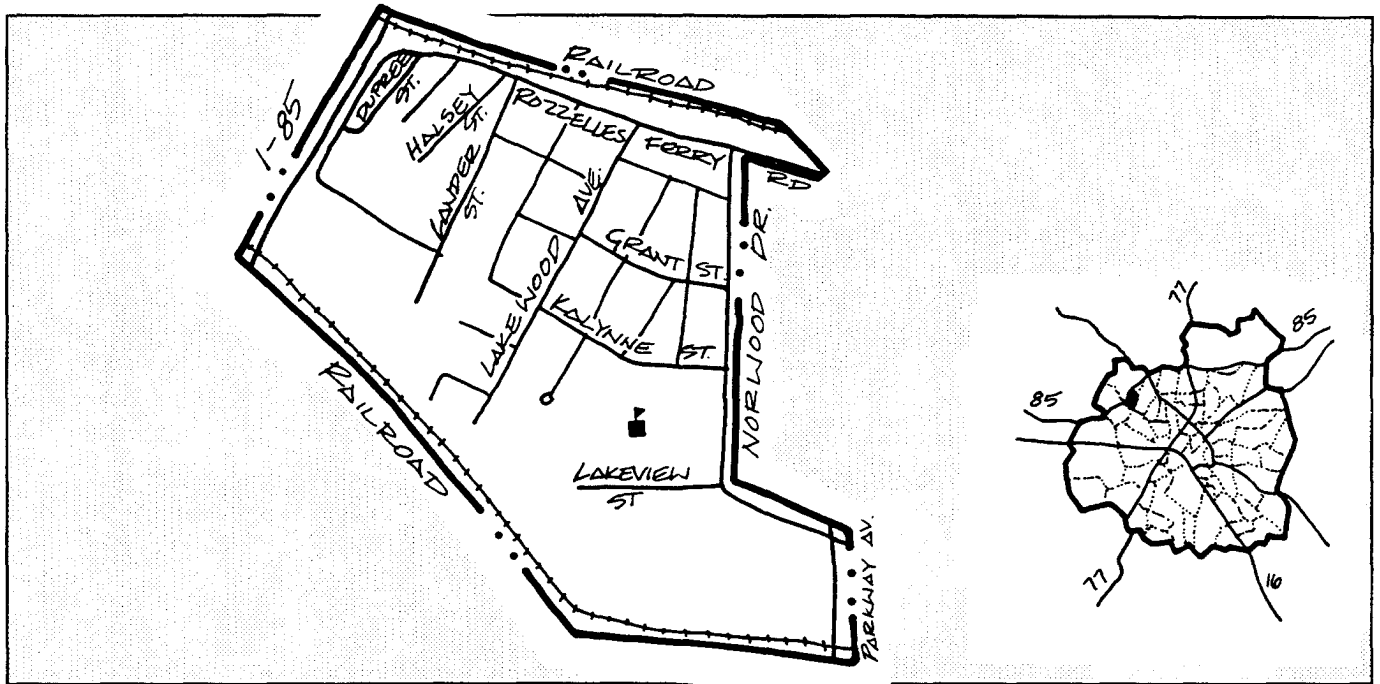 RAILROAD
I-85
DUPREE
ST.
HALSEY
ST.
LANDER
ST.
ROZZELLES
FERRY
RD
LAKEWOOD
AVE.
GRANT ST.
KALYNNE ST.
NORWOOD DR.
RAILROAD
LAKEVIEW
ST
PARKWAY AV.
77
85
85
77
16